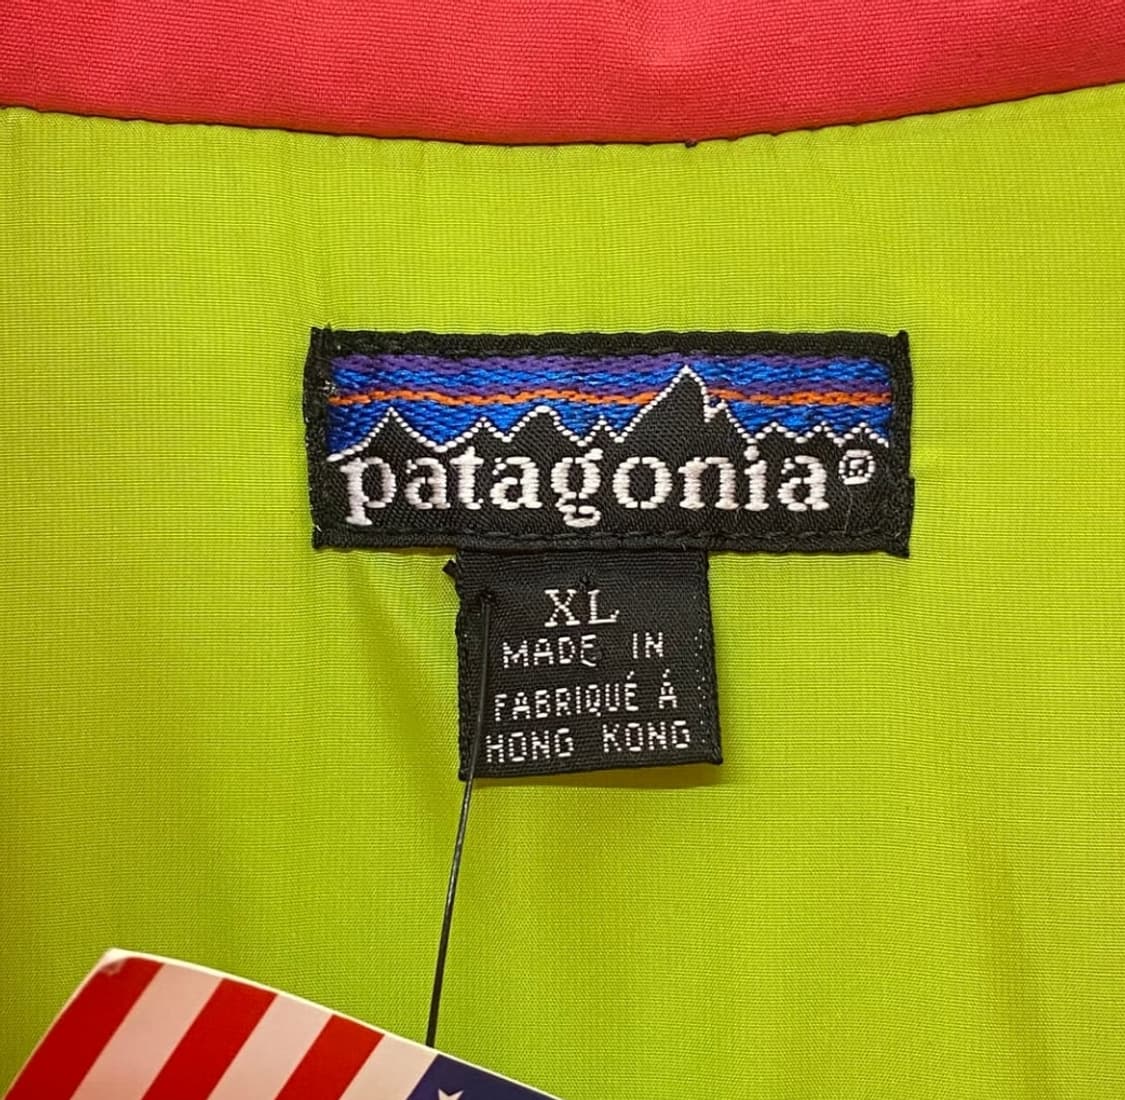 patagonia®
XL
MADE IN
FABRIQUÉ Á
HONG KONG